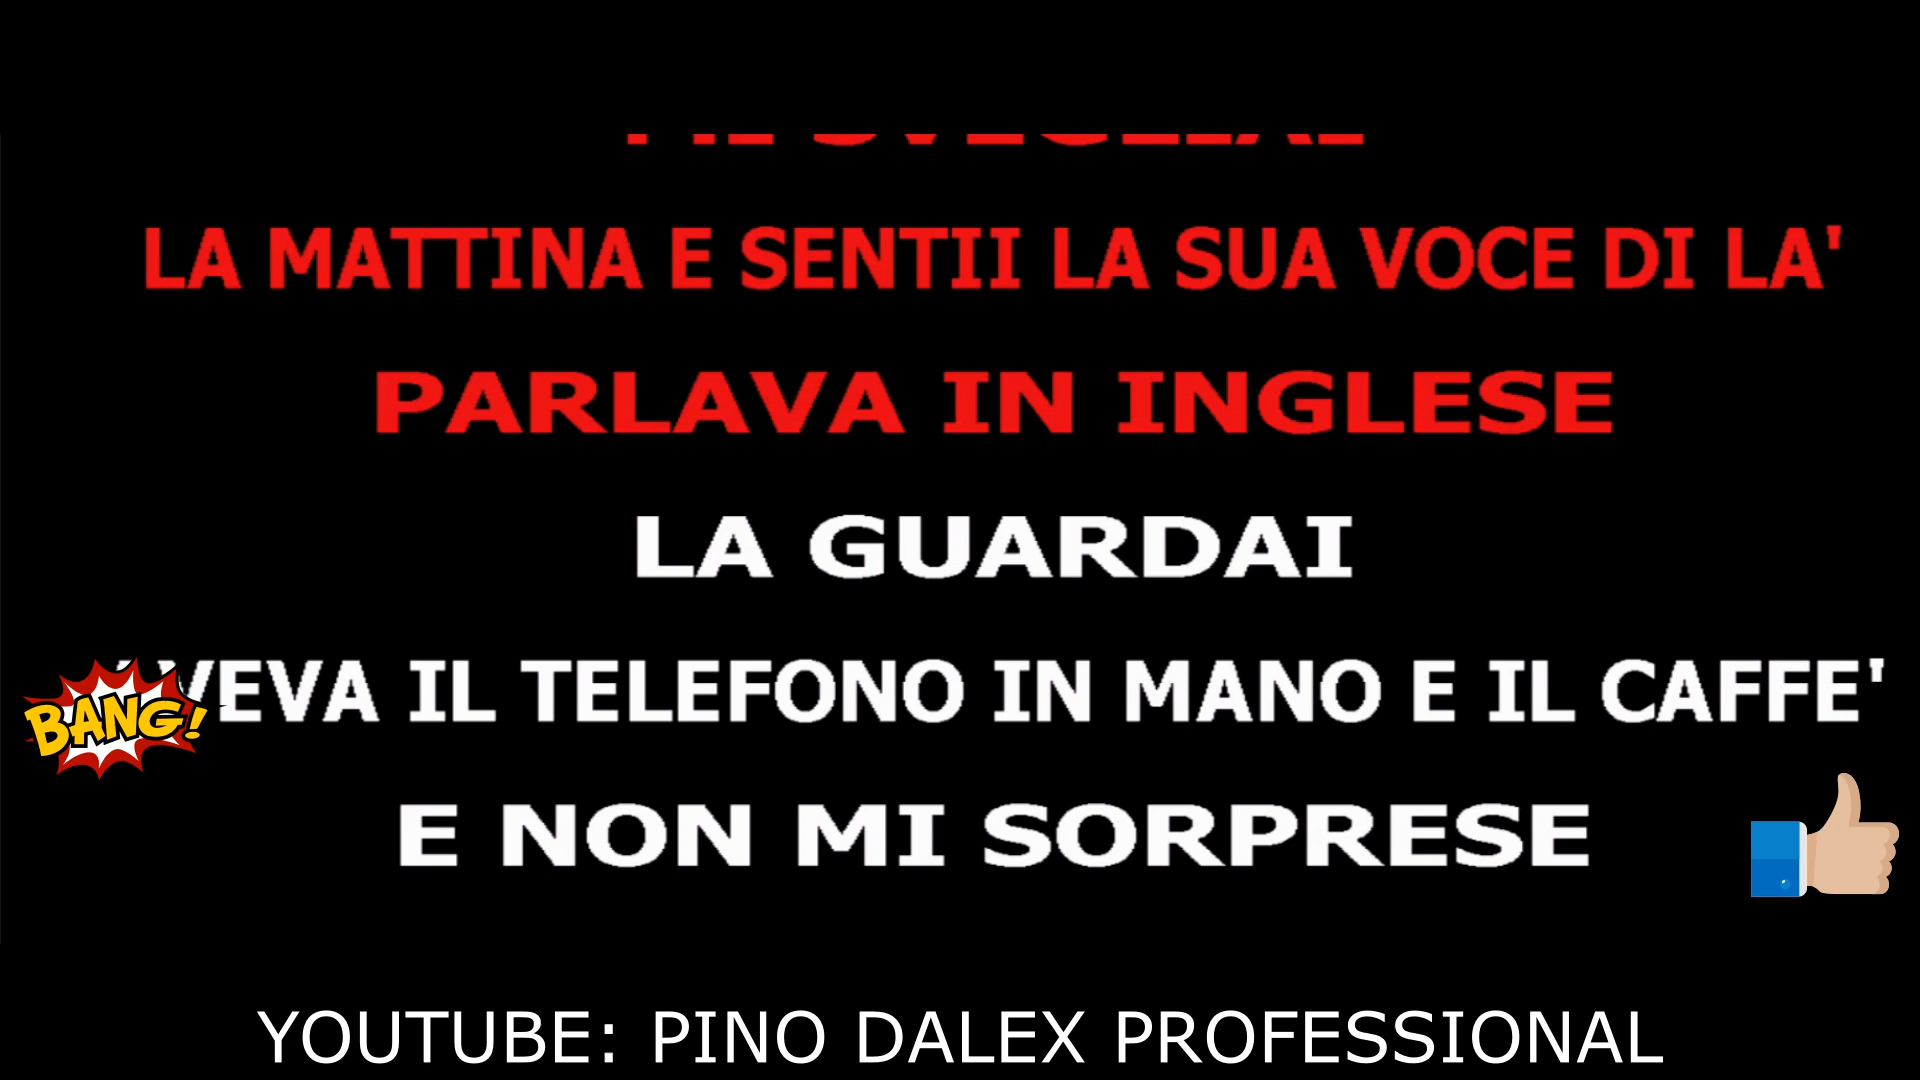 LA MATTINA E SENTII LA SUA VOCE DI LA'
PARLAVA IN INGLESE
LA GUARDAI
IL TELEFONO IN MANO E IL CAFFE'
BANG!
E NON MI SORPRESE
YOUTUBE: PINO DALEX PROFESSIONAL